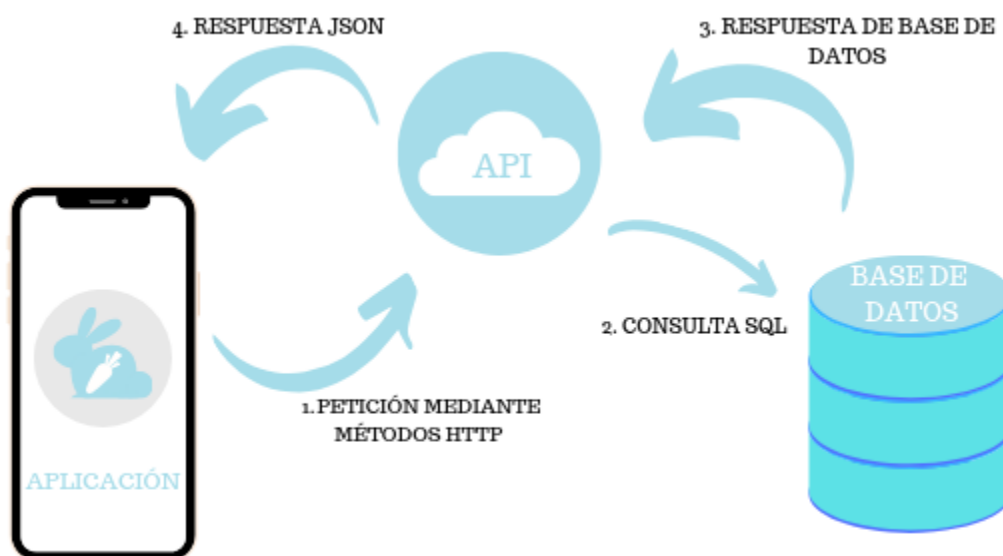 4. RESPUESTA JSON
3. RESPUESTA DE BASE DE
DATOS
API
BASE DE
DATOS
2. CONSULTA SQL
1. PETICIÓN MEDIANTE
MÉTODOS HTTP
APLICACIÓN